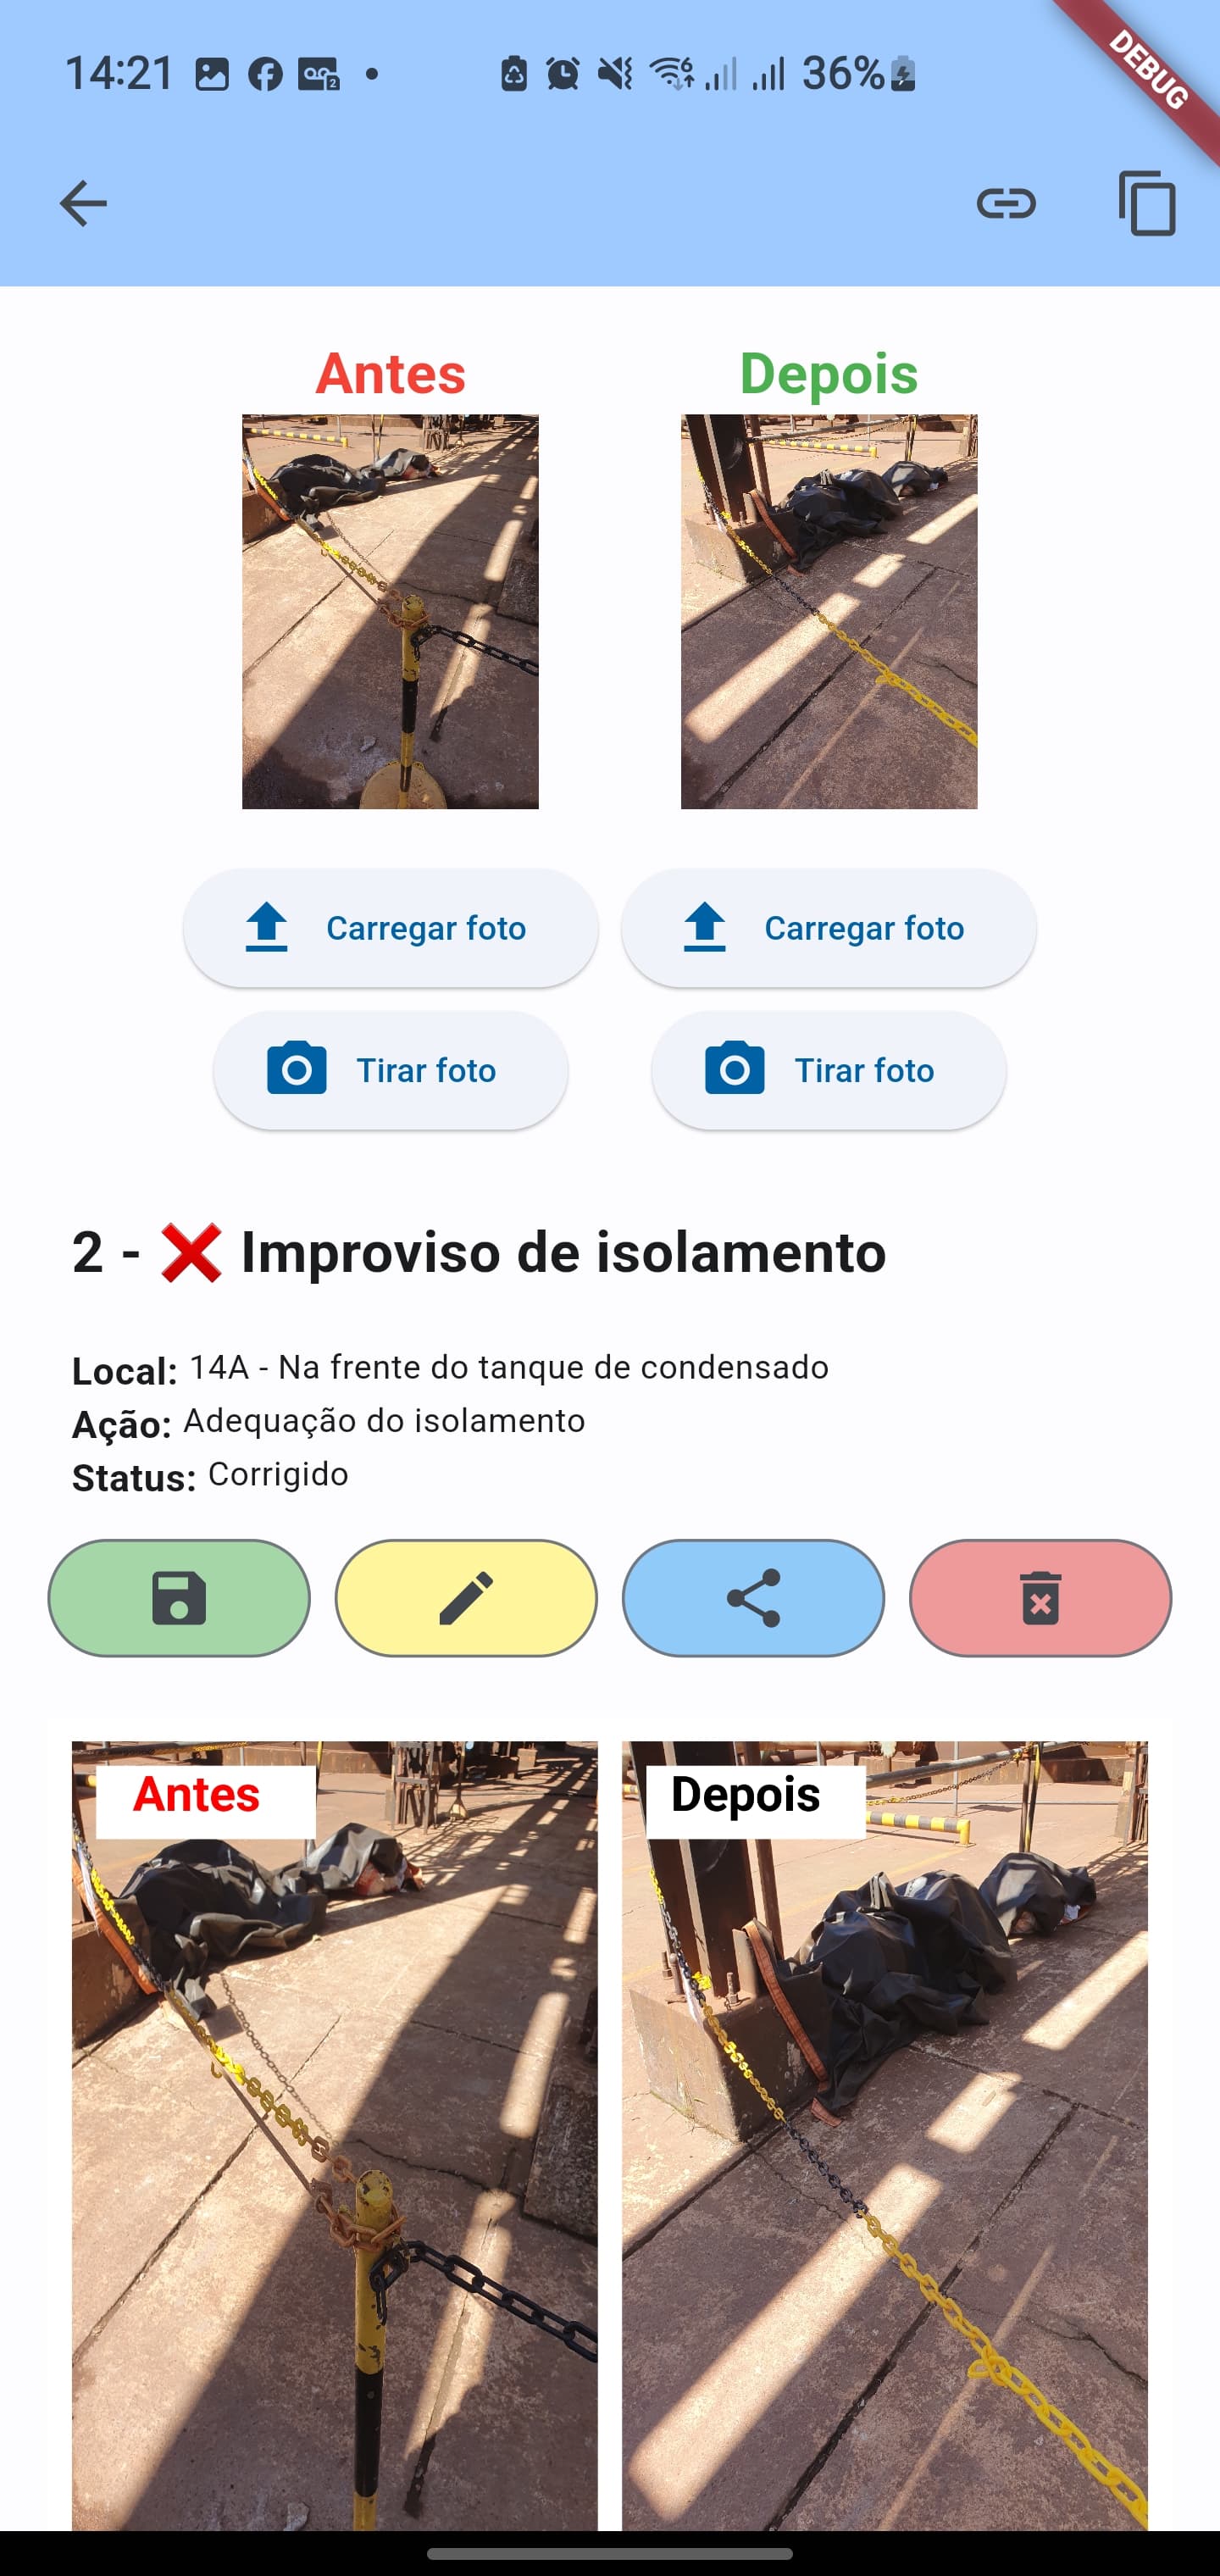 14:21
36%
DEBUG
Antes Depois
Carregar foto Carregar foto
Tirar foto Tirar foto
2 - ❌ Improviso de isolamento
Local: 14A - Na frente do tanque de condensado
Ação: Adequação do isolamento
Status: Corrigido
Antes Depois